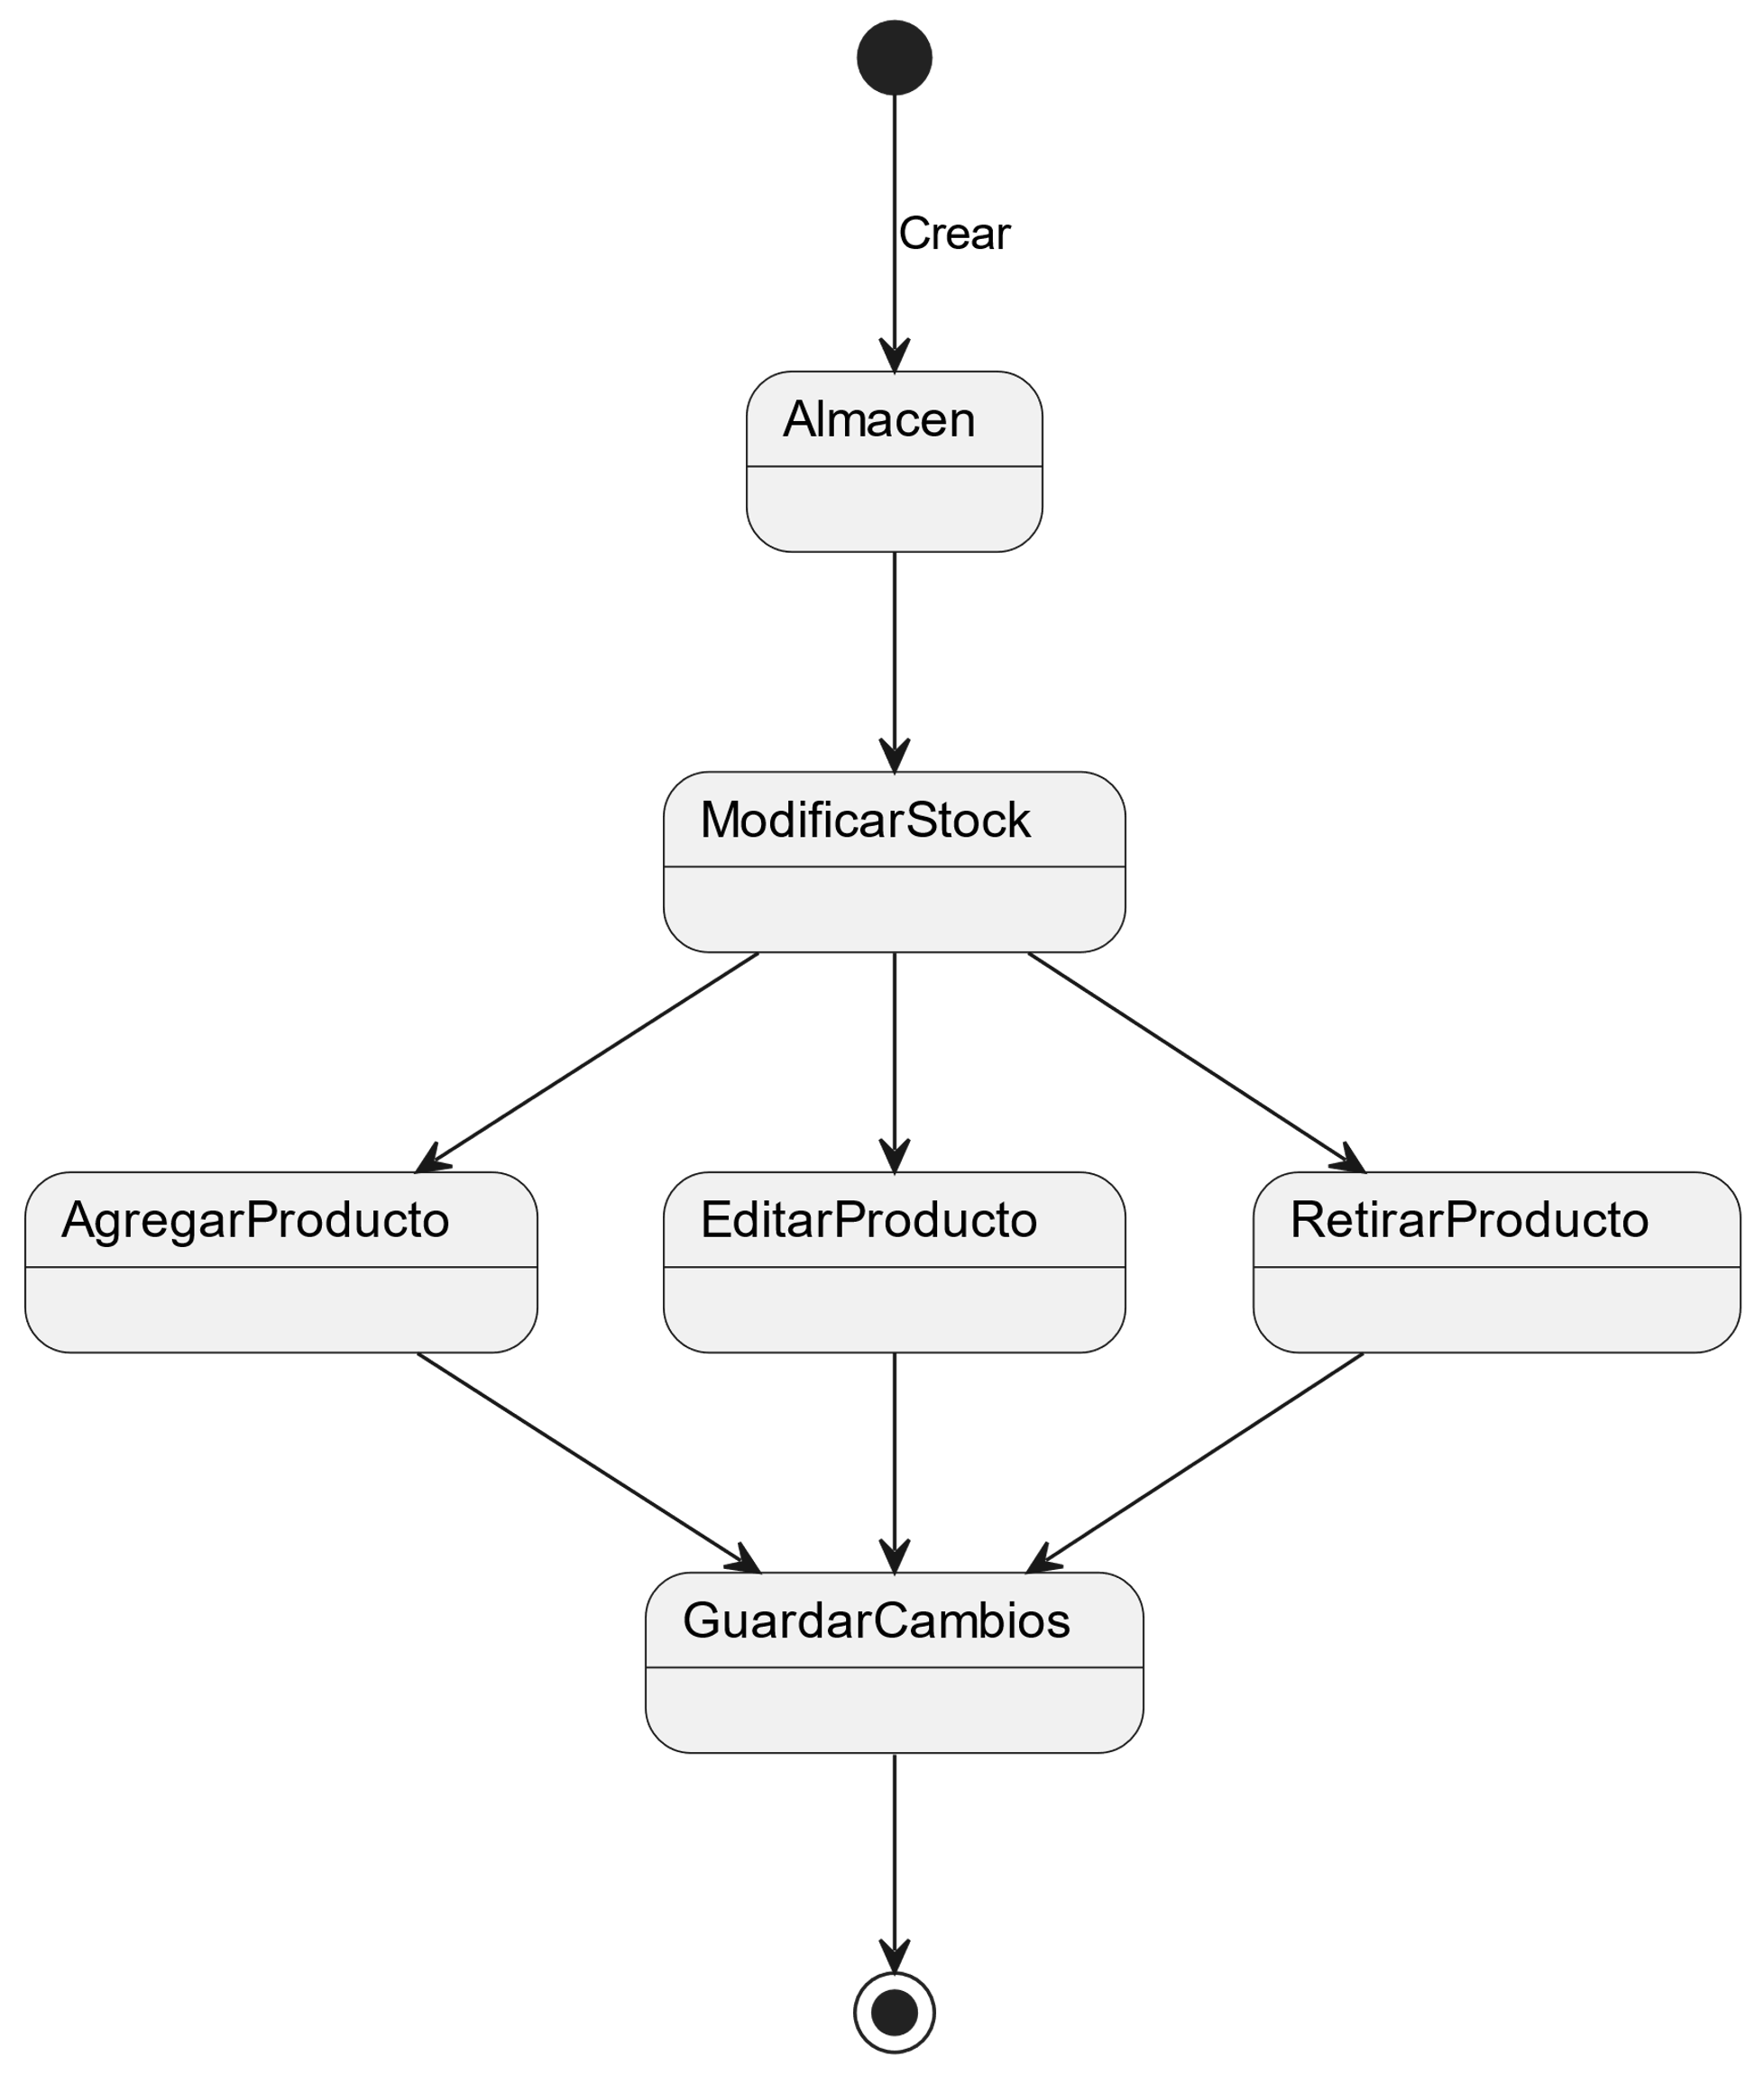 Crear
Almacen
ModificarStock
AgregarProducto
EditarProducto
RetirarProducto
GuardarCambios